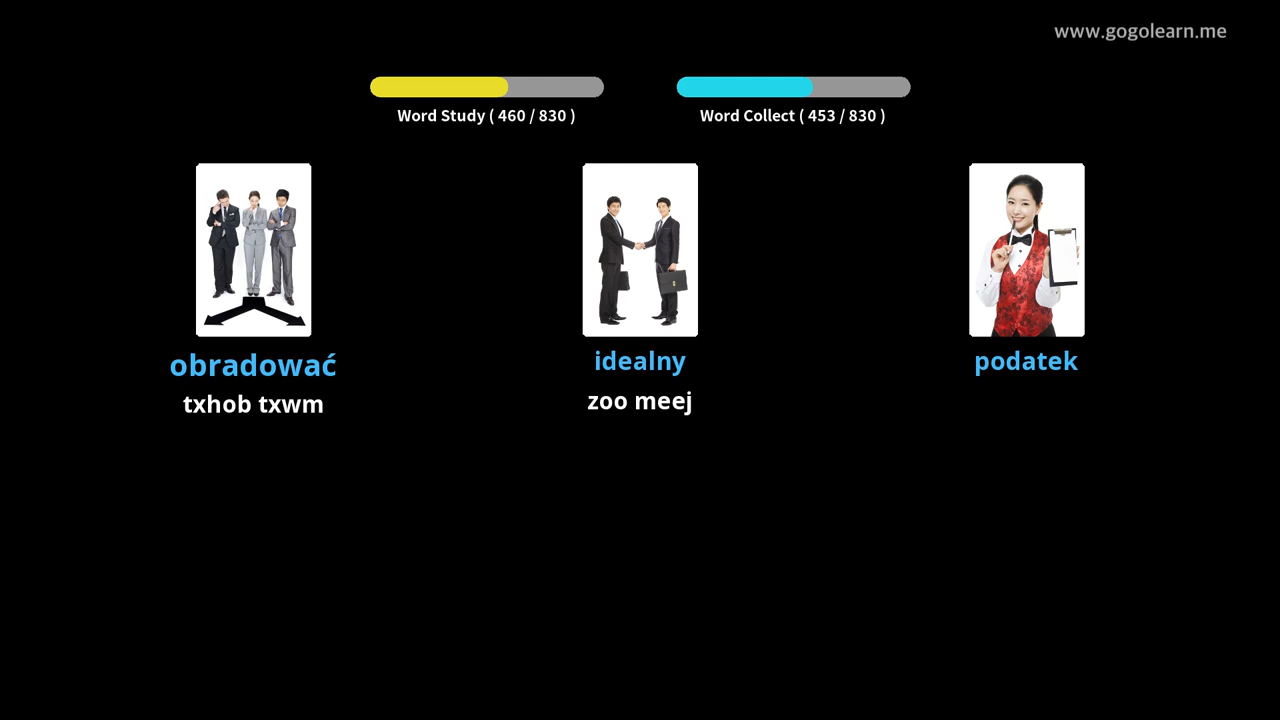 www.gogolearn.me
Word Study ( 460 / 830 )
Word Collect ( 453 / 830 )
obradować
idealny
podatek
txhob txwm
zoo meej